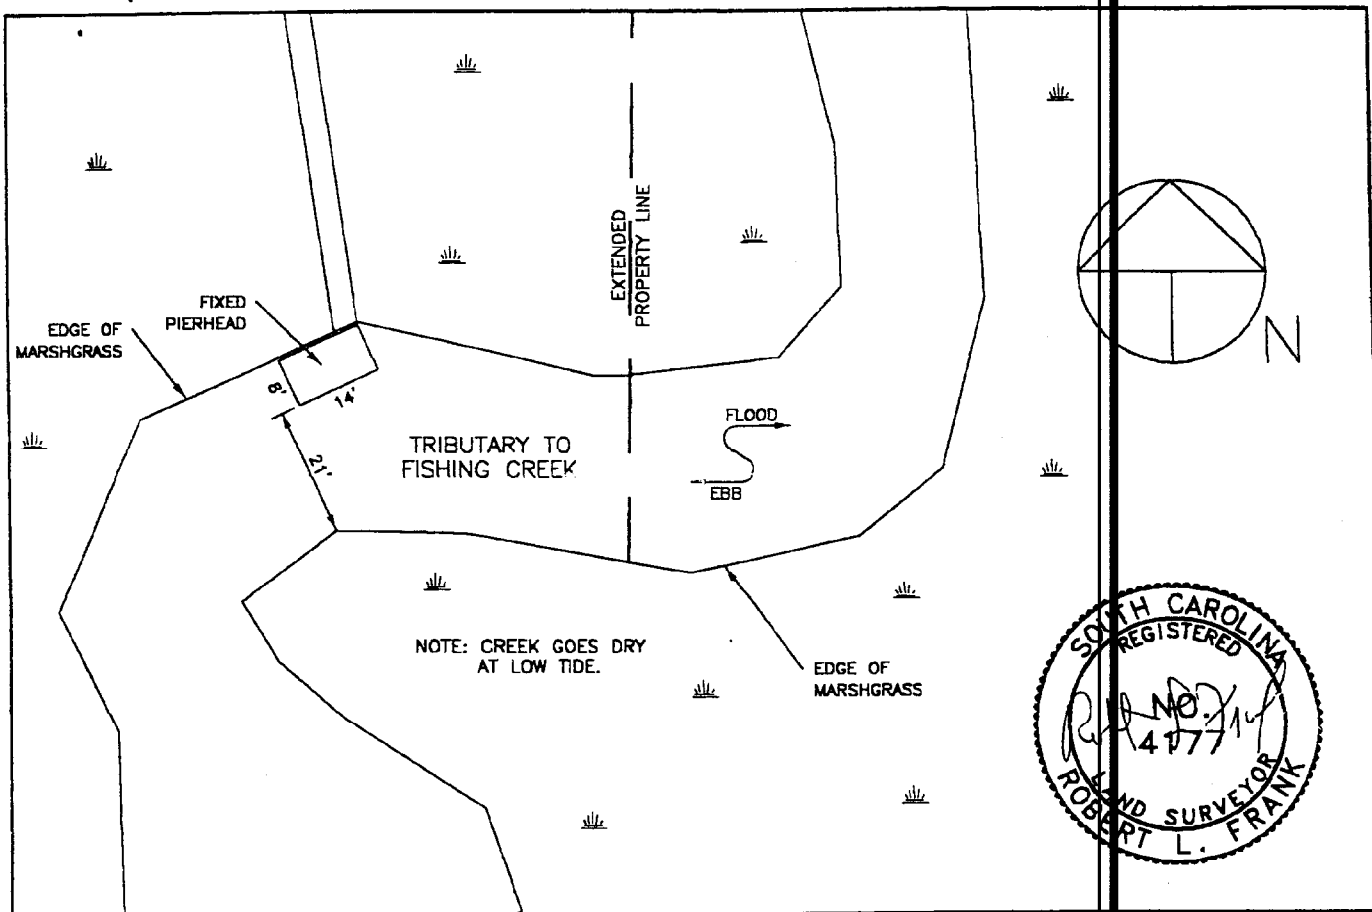 EXTENDED
PROPERTY LINE
FIXED
PIERHEAD
EDGE OF
MARSHGRASS
8'
14'
21'
TRIBUTARY TO
FISHING CREEK
FLOOD
EBB
N
NOTE: CREEK GOES DRY
AT LOW TIDE.
EDGE OF
MARSHGRASS
SOUTH CAROLINA
REGISTERED
NO.
4177
LAND SURVEYOR
ROBERT L. FRANK